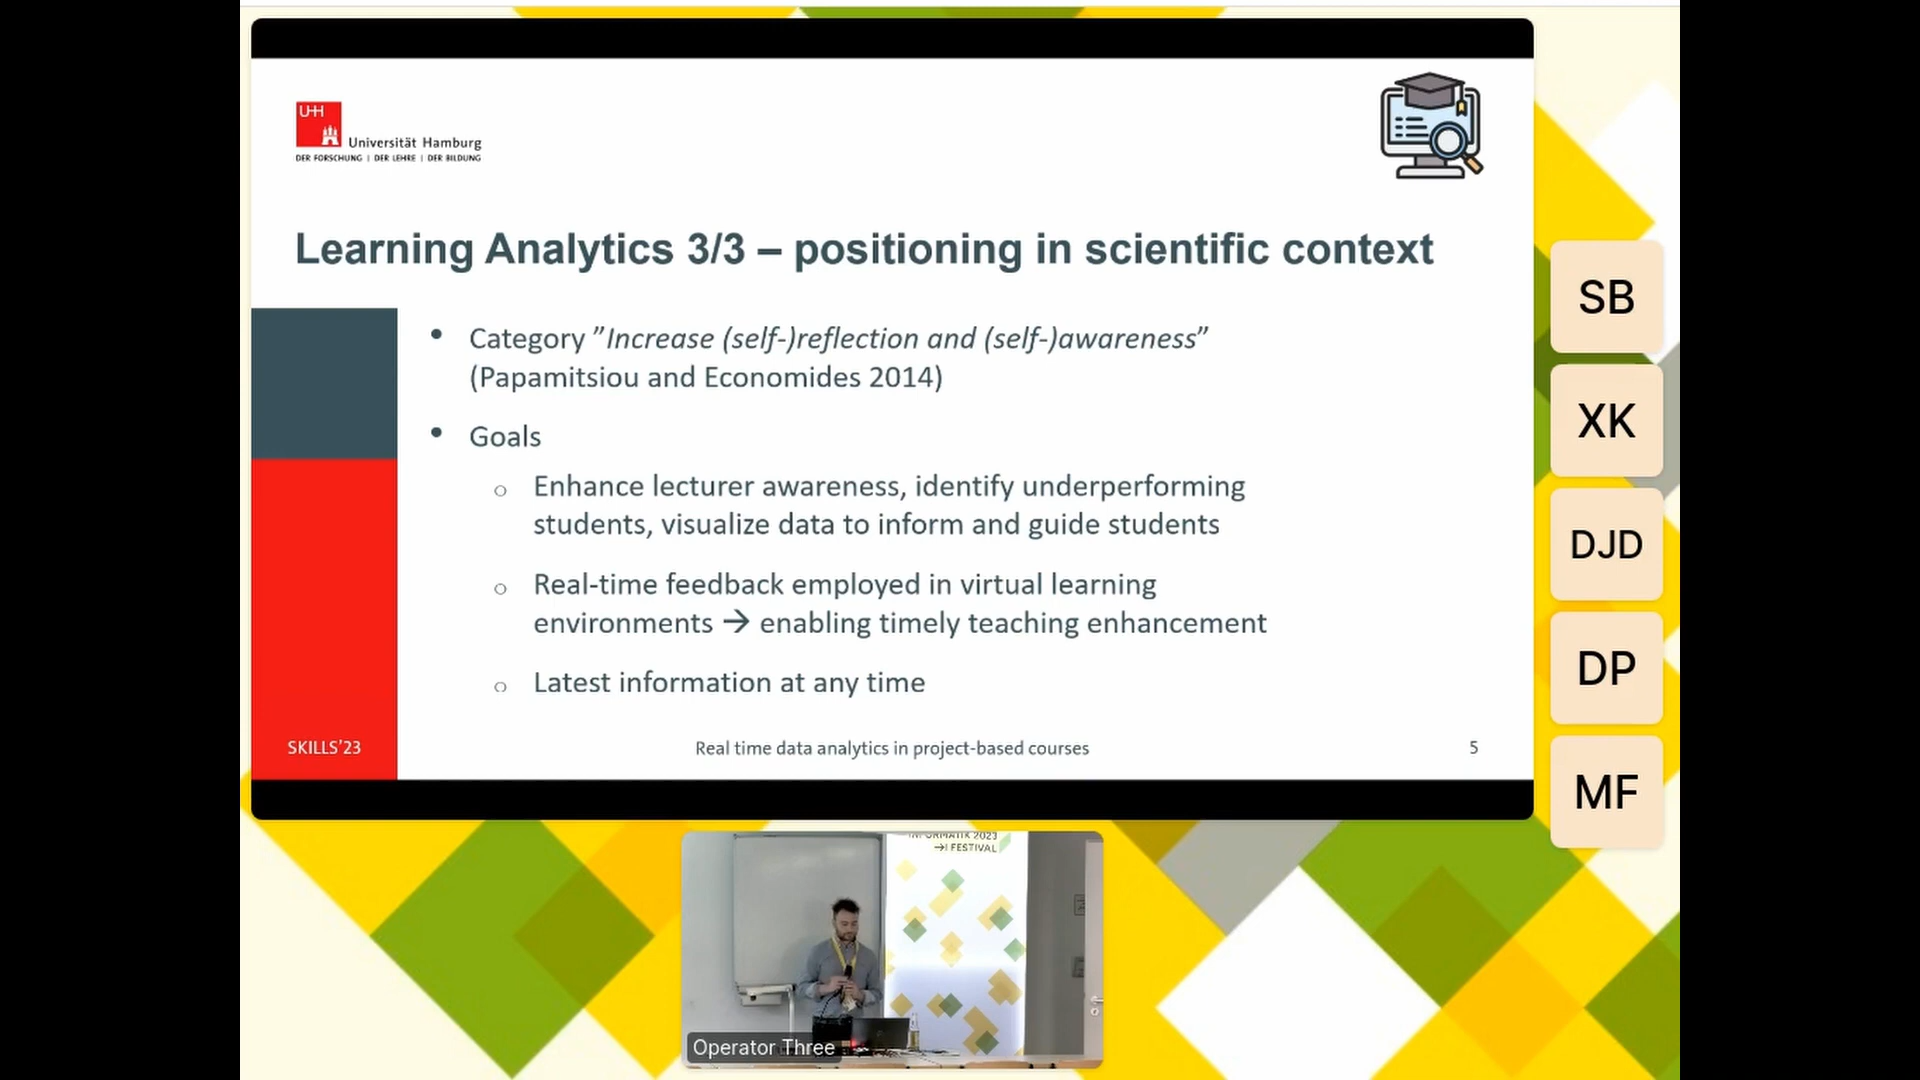 UHH
Universität Hamburg
DER FORSCHUNG | DER LEHRE | DER BILDUNG
Learning Analytics 3/3 – positioning in scientific context
• Category ”Increase (self-)reflection and (self-)awareness”
(Papamitsiou and Economides 2014)
• Goals
o Enhance lecturer awareness, identify underperforming
students, visualize data to inform and guide students
o Real-time feedback employed in virtual learning
environments → enabling timely teaching enhancement
o Latest information at any time
SKILLS’23
Real time data analytics in project-based courses
5
SB
XK
DJD
DP
MF
INFORMATIK 2023
→I FESTIVAL
Operator Three